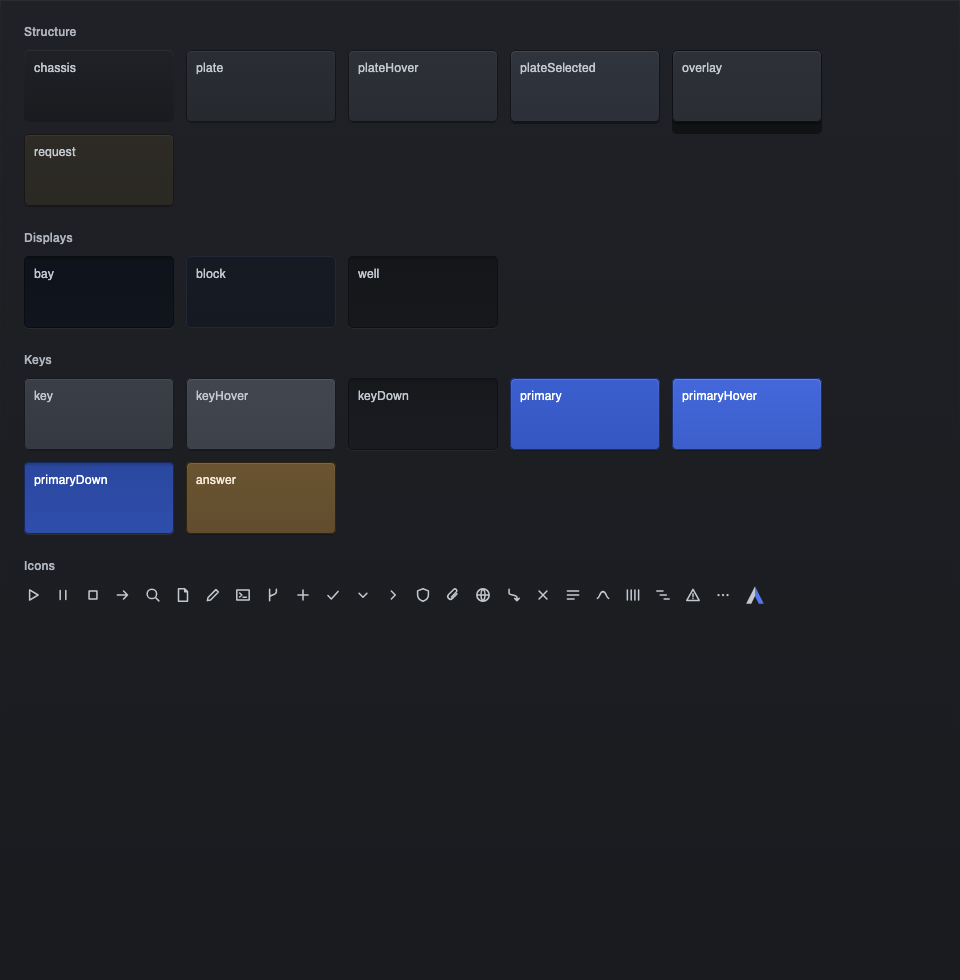 Structure
chassis
plate
plateHover
plateSelected
overlay
request
Displays
bay
block
well
Keys
key
keyHover
keyDown
primary
primaryHover
primaryDown
answer
Icons